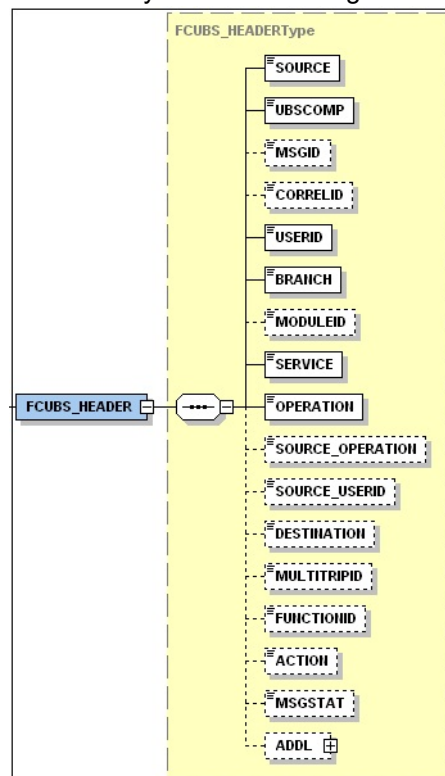 FCUBS_HEADERType
SOURCE
UBSCOMP
MSGID
CORRELID
USERID
BRANCH
MODULEID
SERVICE
FCUBS_HEADER
OPERATION
SOURCE_OPERATION
SOURCE_USERID
DESTINATION
MULTITRIPID
FUNCTIONID
ACTION
MSGSTAT
ADDL